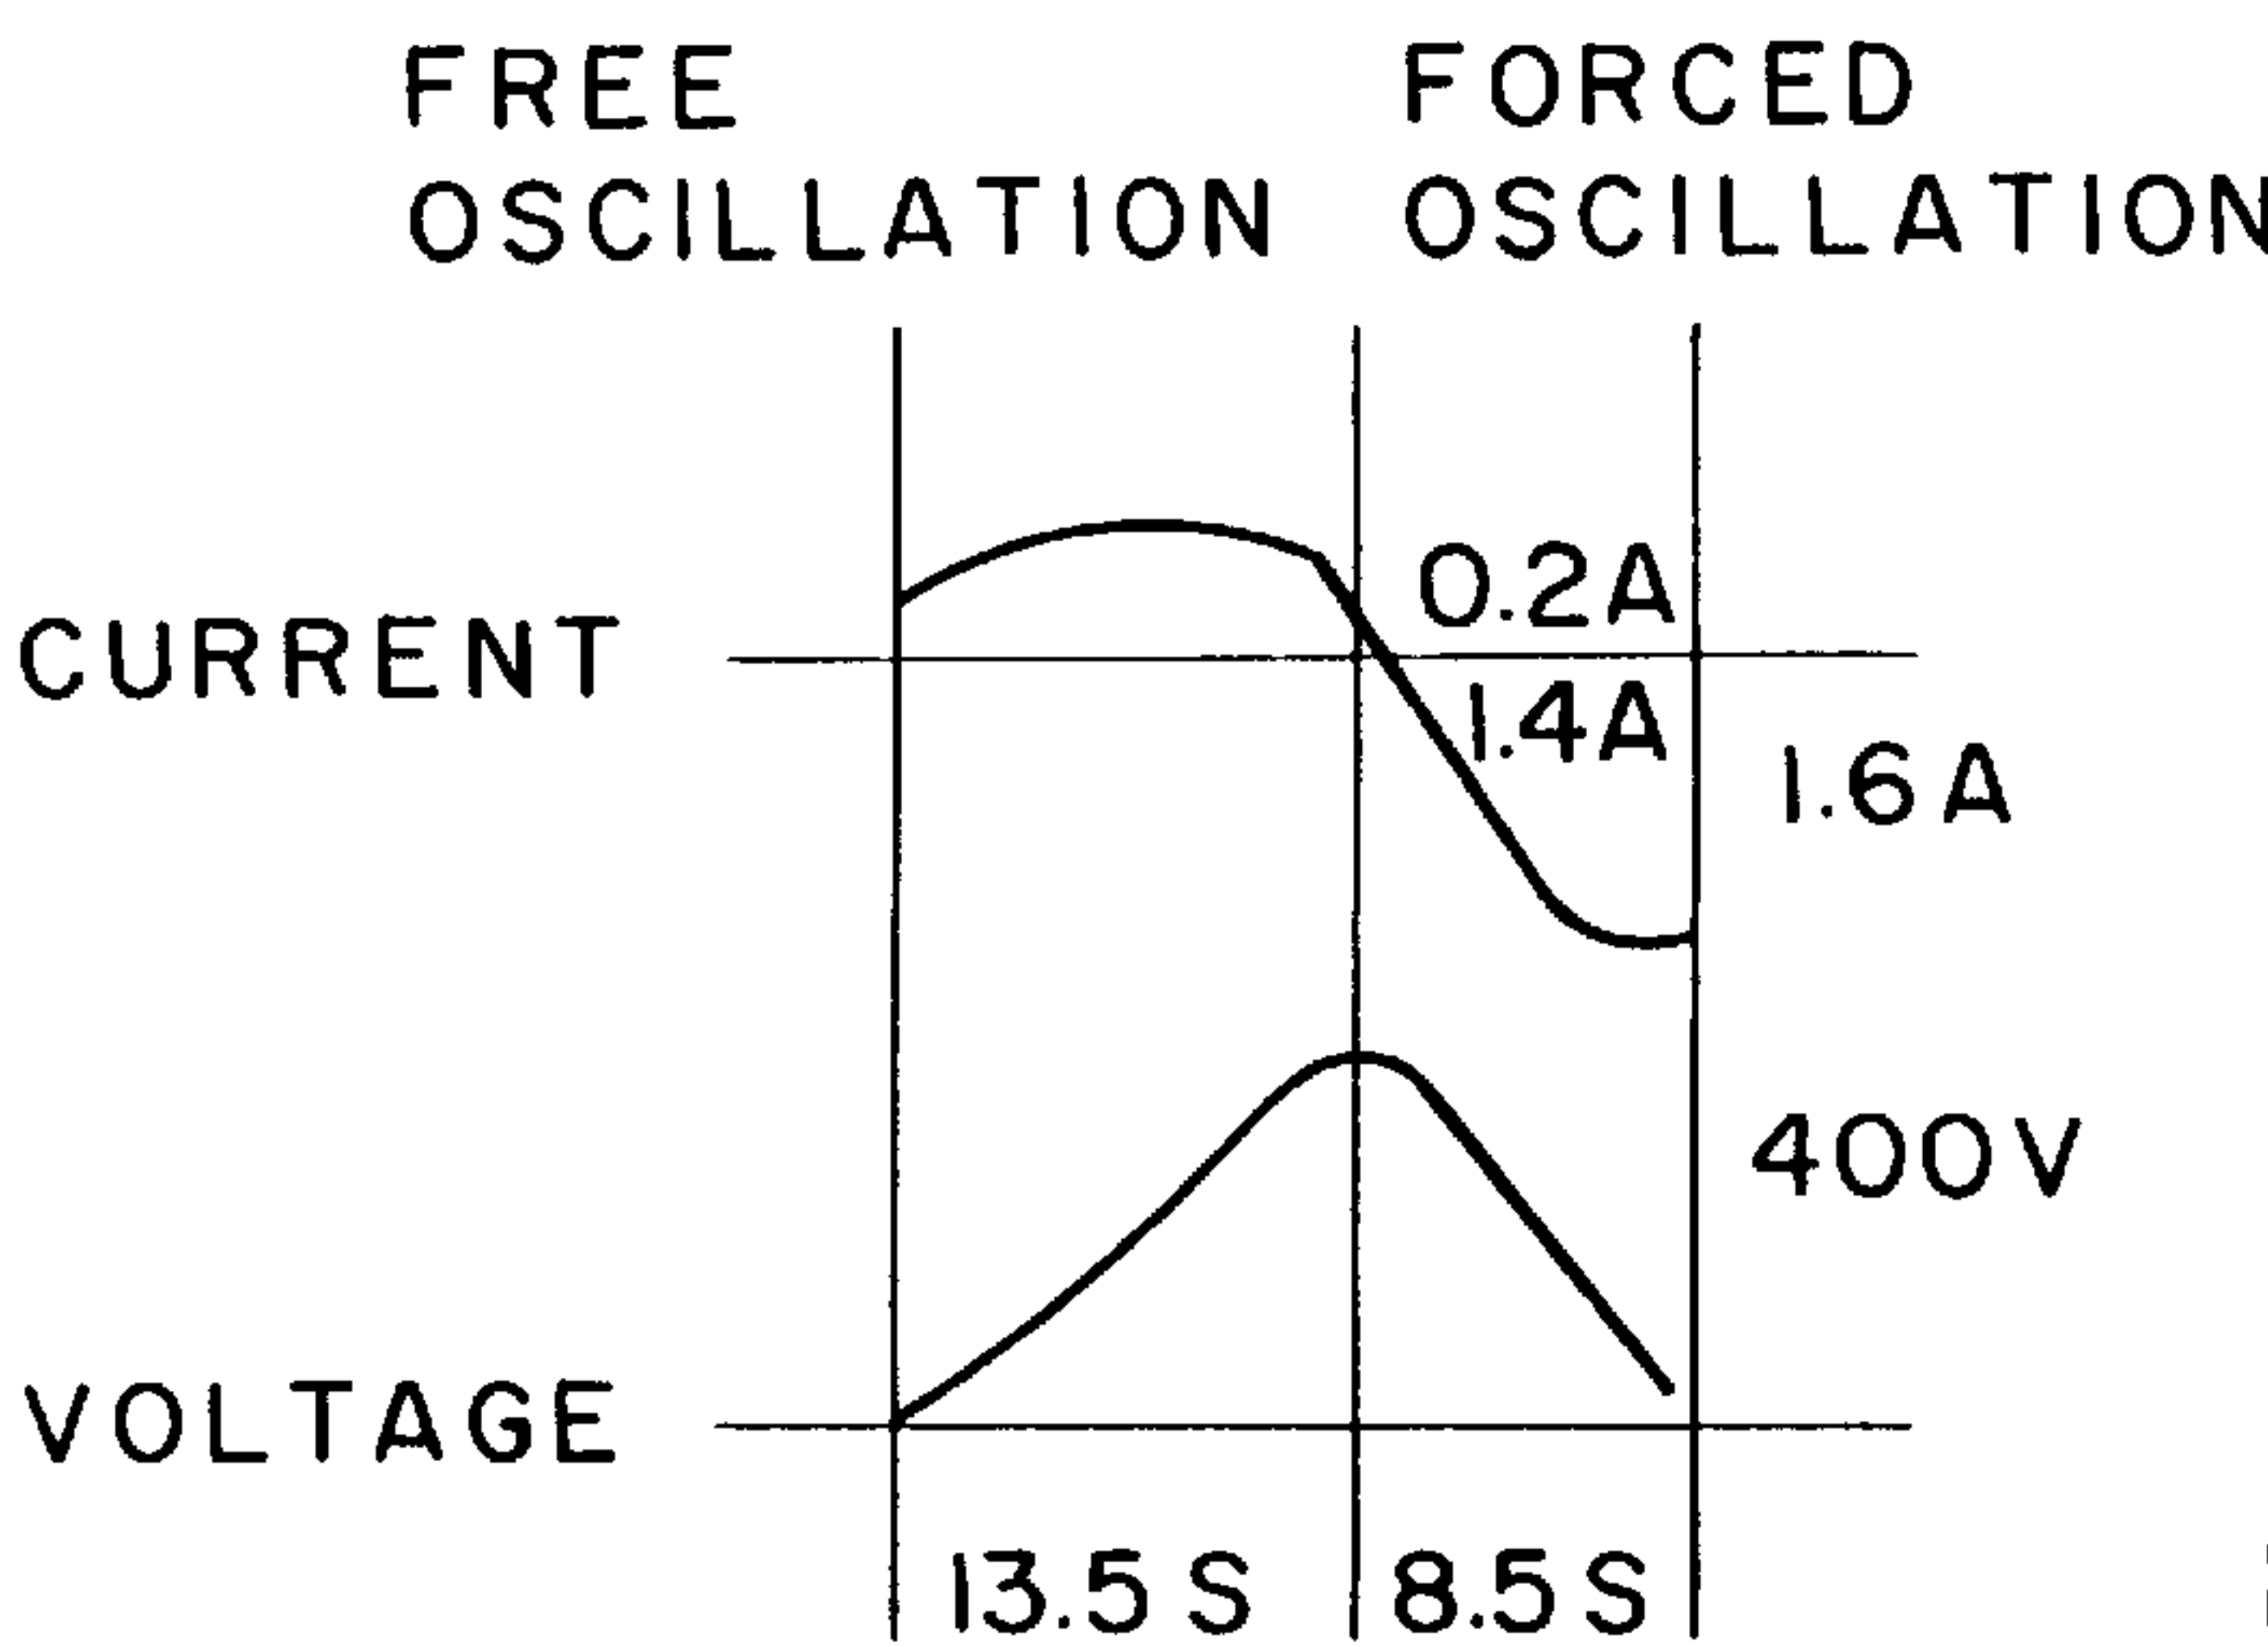 FREE FORCED
OSCILLATION OSCILLATION
0.2A
CURRENT
1.4A
1.6A
400V
VOLTAGE
13.5S 8.5S